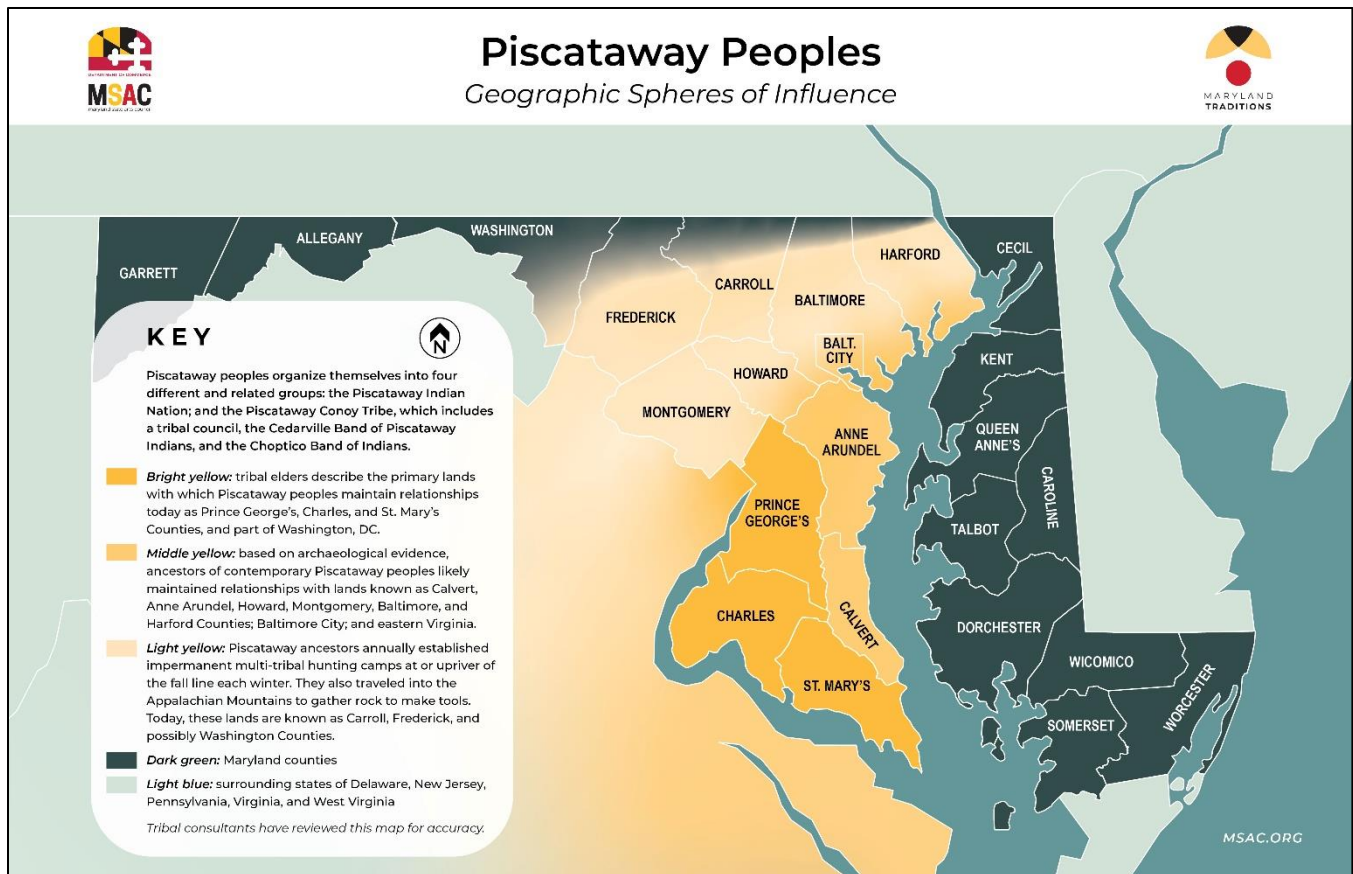 DEPARTMENT OF COMMERCE
MSAC
maryland state arts council
Piscataway Peoples
Geographic Spheres of Influence
MARYLAND
TRADITIONS
GARRETT
ALLEGANY
WASHINGTON
FREDERICK
CARROLL
BALTIMORE
HARFORD
CECIL
BALT.
CITY
HOWARD
MONTGOMERY
KENT
QUEEN
ANNE'S
ANNE
ARUNDEL
CAROLINE
PRINCE
GEORGE'S
TALBOT
CHARLES
CALVERT
DORCHESTER
WICOMICO
ST. MARY'S
SOMERSET
WORCESTER
KEY
N
Piscataway peoples organize themselves into four
different and related groups: the Piscataway Indian
Nation; and the Piscataway Conoy Tribe, which includes
a tribal council, the Cedarville Band of Piscataway
Indians, and the Choptico Band of Indians.
Bright yellow: tribal elders describe the primary lands
with which Piscataway peoples maintain relationships
today as Prince George's, Charles, and St. Mary's
Counties, and part of Washington, DC.
Middle yellow: based on archaeological evidence,
ancestors of contemporary Piscataway peoples likely
maintained relationships with lands known as Calvert,
Anne Arundel, Howard, Montgomery, Baltimore, and
Harford Counties; Baltimore City; and eastern Virginia.
Light yellow: Piscataway ancestors annually established
impermanent multi-tribal hunting camps at or upriver of
the fall line each winter. They also traveled into the
Appalachian Mountains to gather rock to make tools.
Today, these lands are known as Carroll, Frederick, and
possibly Washington Counties.
Dark green: Maryland counties
Light blue: surrounding states of Delaware, New Jersey,
Pennsylvania, Virginia, and West Virginia
Tribal consultants have reviewed this map for accuracy.
MSAC.ORG